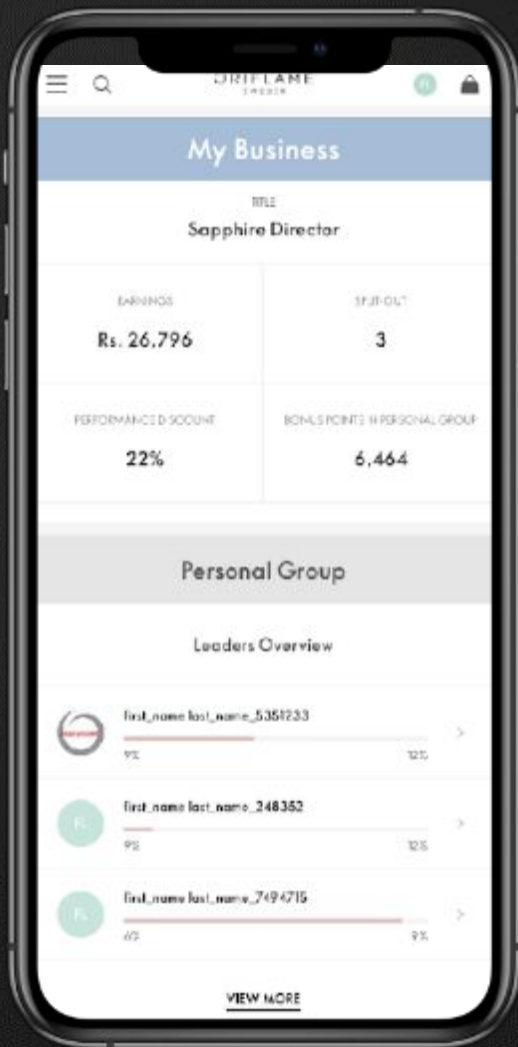 ORIFLAME
SWEDEN
My Business
TITLE
Sapphire Director
EARNINGS
Rs. 26,796
SPLIT-OUT
3
PERFORMANCE DISCOUNT
22%
BONUS POINTS IN PERSONAL GROUP
6,464
Personal Group
Leaders Overview
first_name last_name_5351233
9% 12%
first_name last_name_248352
9% 12%
first_name last_name_7494715
6% 9%
VIEW MORE